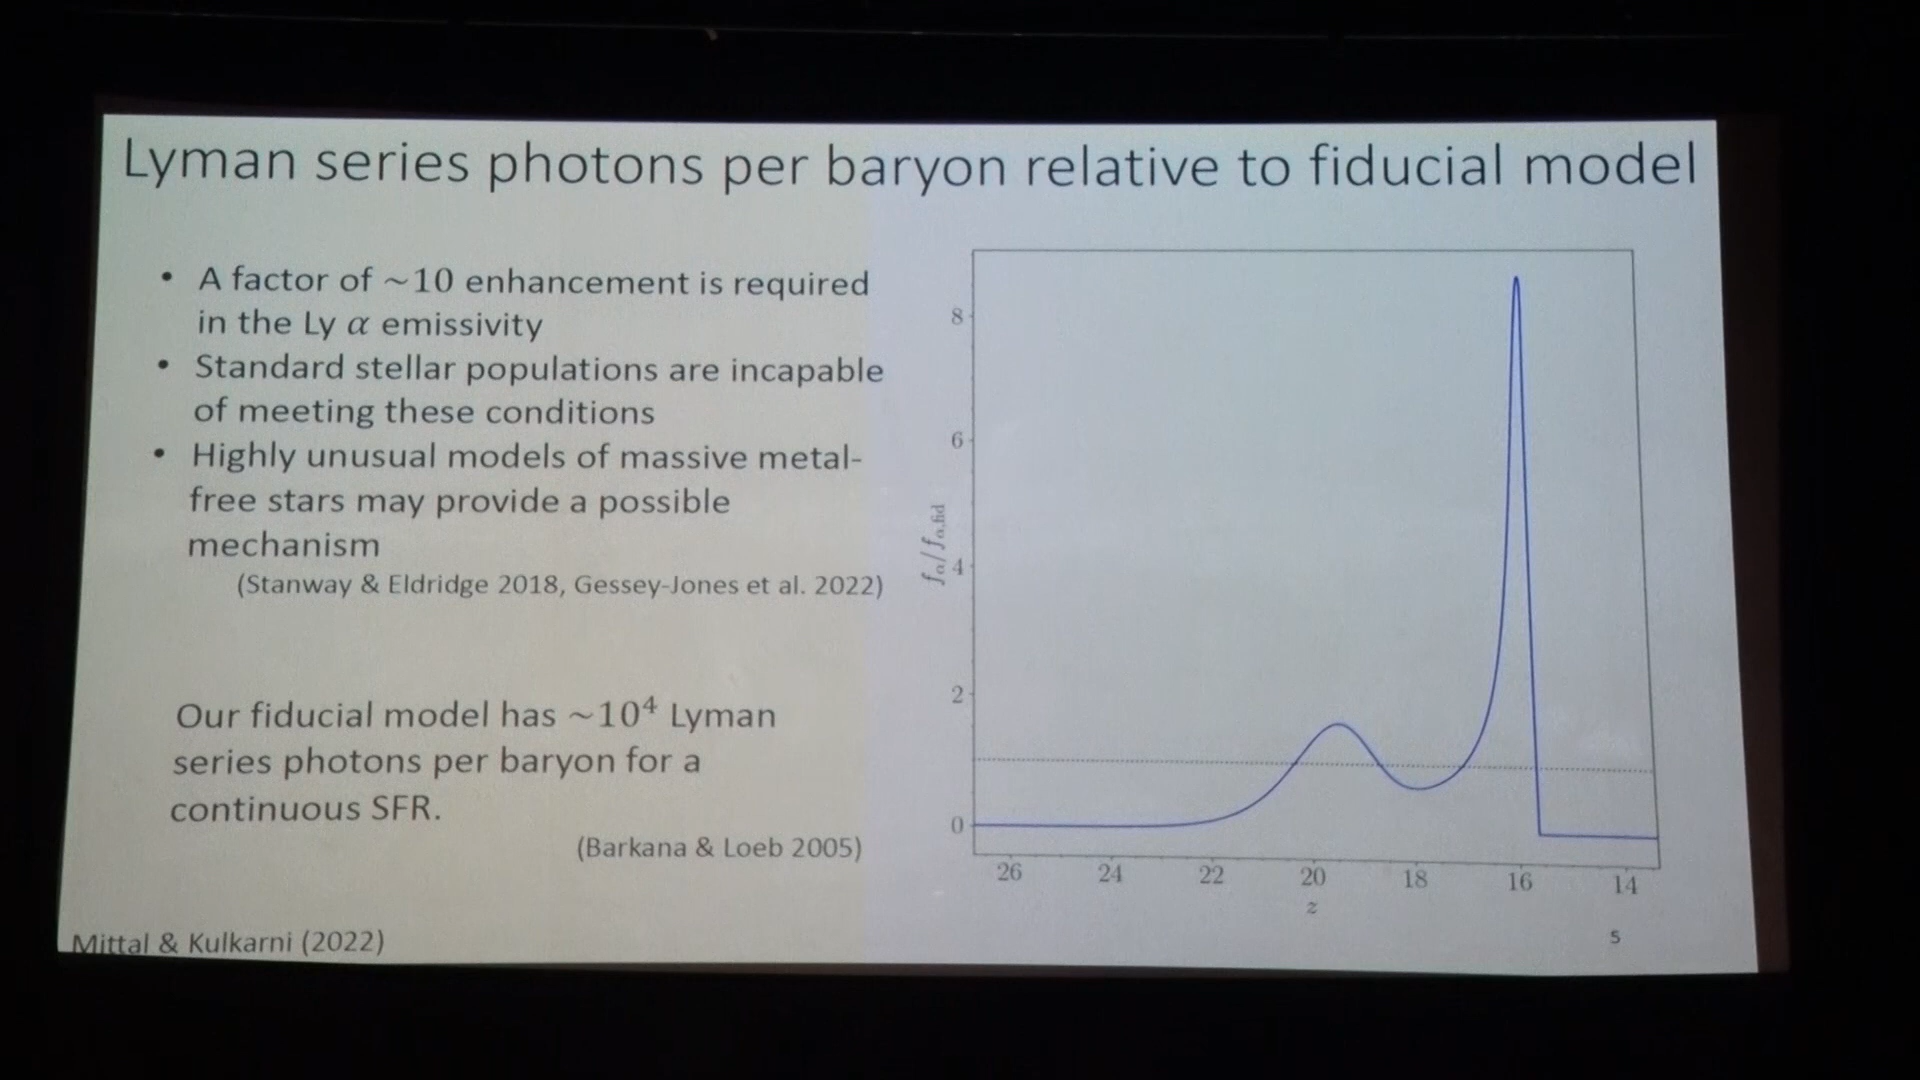 Lyman series photons per baryon relative to fiducial model
• A factor of ~10 enhancement is required
in the Ly α emissivity
• Standard stellar populations are incapable
of meeting these conditions
• Highly unusual models of massive metal-
free stars may provide a possible
mechanism
(Stanway & Eldridge 2018, Gessey-Jones et al. 2022)
Our fiducial model has ~10⁴ Lyman
series photons per baryon for a
continuous SFR.
(Barkana & Loeb 2005)
Mittal & Kulkarni (2022)
fα/fα,fid
8
6
4
2
0
26 24 22 20 18 16 14
z
5